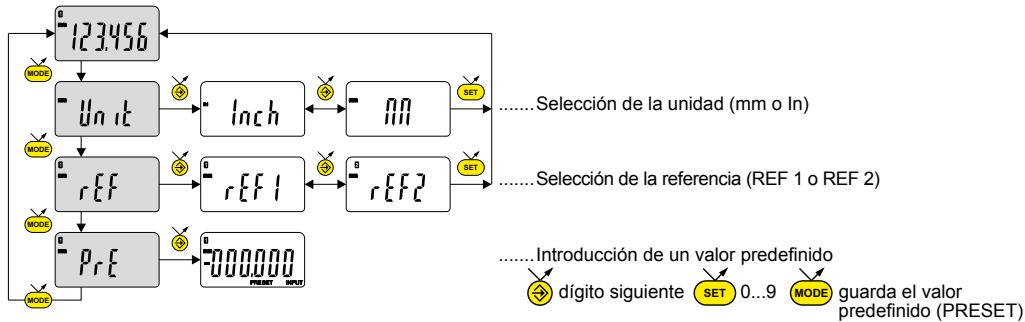 123.456
MODE
Unit
Inch
MM
SET
.......Selección de la unidad (mm o In)
MODE
rEF
rEF1
rEF2
SET
.......Selección de la referencia (REF 1 o REF 2)
MODE
PrE
-000.000
PRESET INPUT
.......Introducción de un valor predefinido
dígito siguiente SET 0...9 MODE guarda el valor
predefinido (PRESET)
MODE